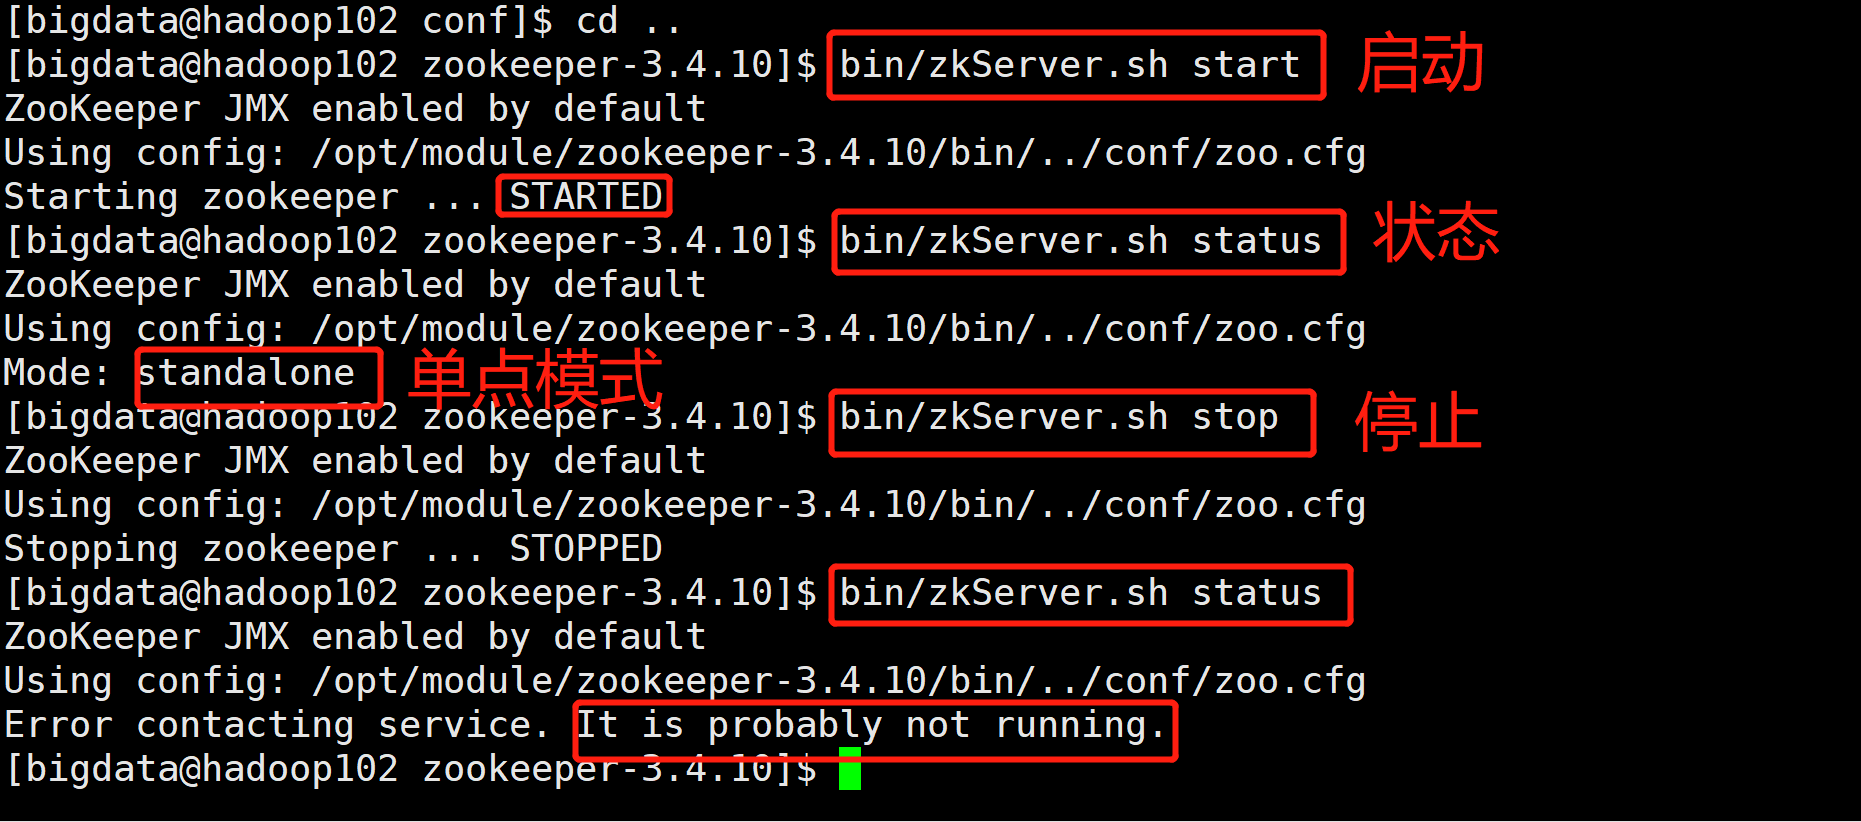 [bigdata@hadoop102 conf]$ cd ..
[bigdata@hadoop102 zookeeper-3.4.10]$ bin/zkServer.sh start 启动
ZooKeeper JMX enabled by default
Using config: /opt/module/zookeeper-3.4.10/bin/../conf/zoo.cfg
Starting zookeeper ... STARTED
[bigdata@hadoop102 zookeeper-3.4.10]$ bin/zkServer.sh status 状态
ZooKeeper JMX enabled by default
Using config: /opt/module/zookeeper-3.4.10/bin/../conf/zoo.cfg
Mode: standalone 单点模式
[bigdata@hadoop102 zookeeper-3.4.10]$ bin/zkServer.sh stop 停止
ZooKeeper JMX enabled by default
Using config: /opt/module/zookeeper-3.4.10/bin/../conf/zoo.cfg
Stopping zookeeper ... STOPPED
[bigdata@hadoop102 zookeeper-3.4.10]$ bin/zkServer.sh status
ZooKeeper JMX enabled by default
Using config: /opt/module/zookeeper-3.4.10/bin/../conf/zoo.cfg
Error contacting service. It is probably not running.
[bigdata@hadoop102 zookeeper-3.4.10]$